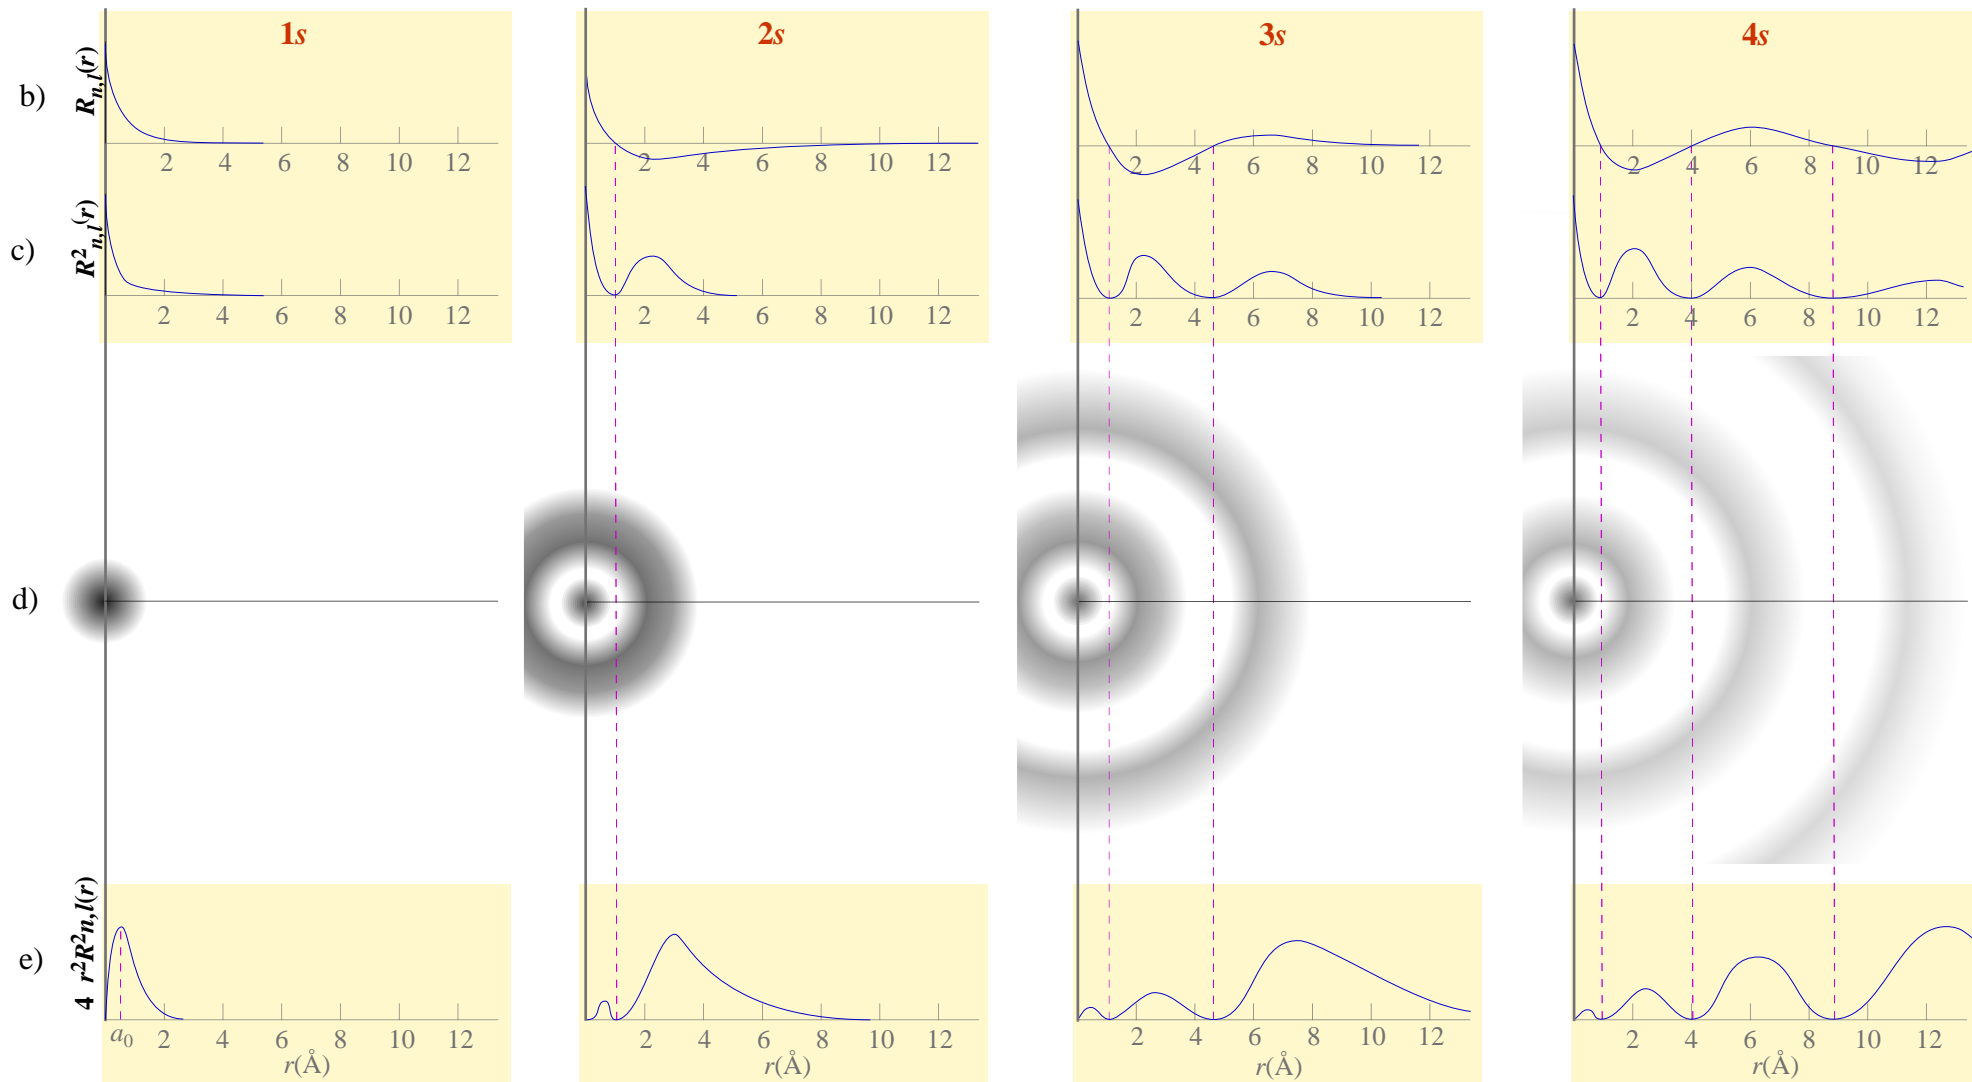 1s 2s 3s 4s
b) Rn,l(r)
2 4 6 8 10 12 2 4 6 8 10 12 2 4 6 8 10 12 2 4 6 8 10 12
c) R²n,l(r)
2 4 6 8 10 12 2 4 6 8 10 12 2 4 6 8 10 12 2 4 6 8 10 12
d)
e) 4 r²R²n,l(r)
a₀ 2 4 6 8 10 12 2 4 6 8 10 12 2 4 6 8 10 12 2 4 6 8 10 12
r(Å) r(Å) r(Å) r(Å)